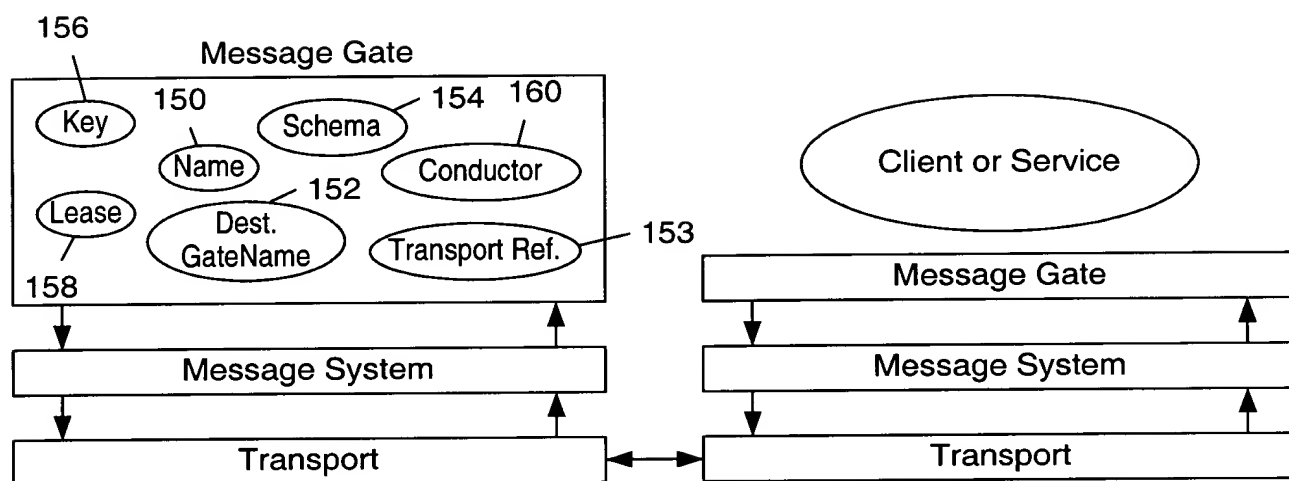 156
Message Gate
150
154
160
Key
Schema
Name
Conductor
Client or Service
152
Lease
Dest.
GateName
Transport Ref.
153
158
Message Gate
Message System
Message System
Transport
Transport